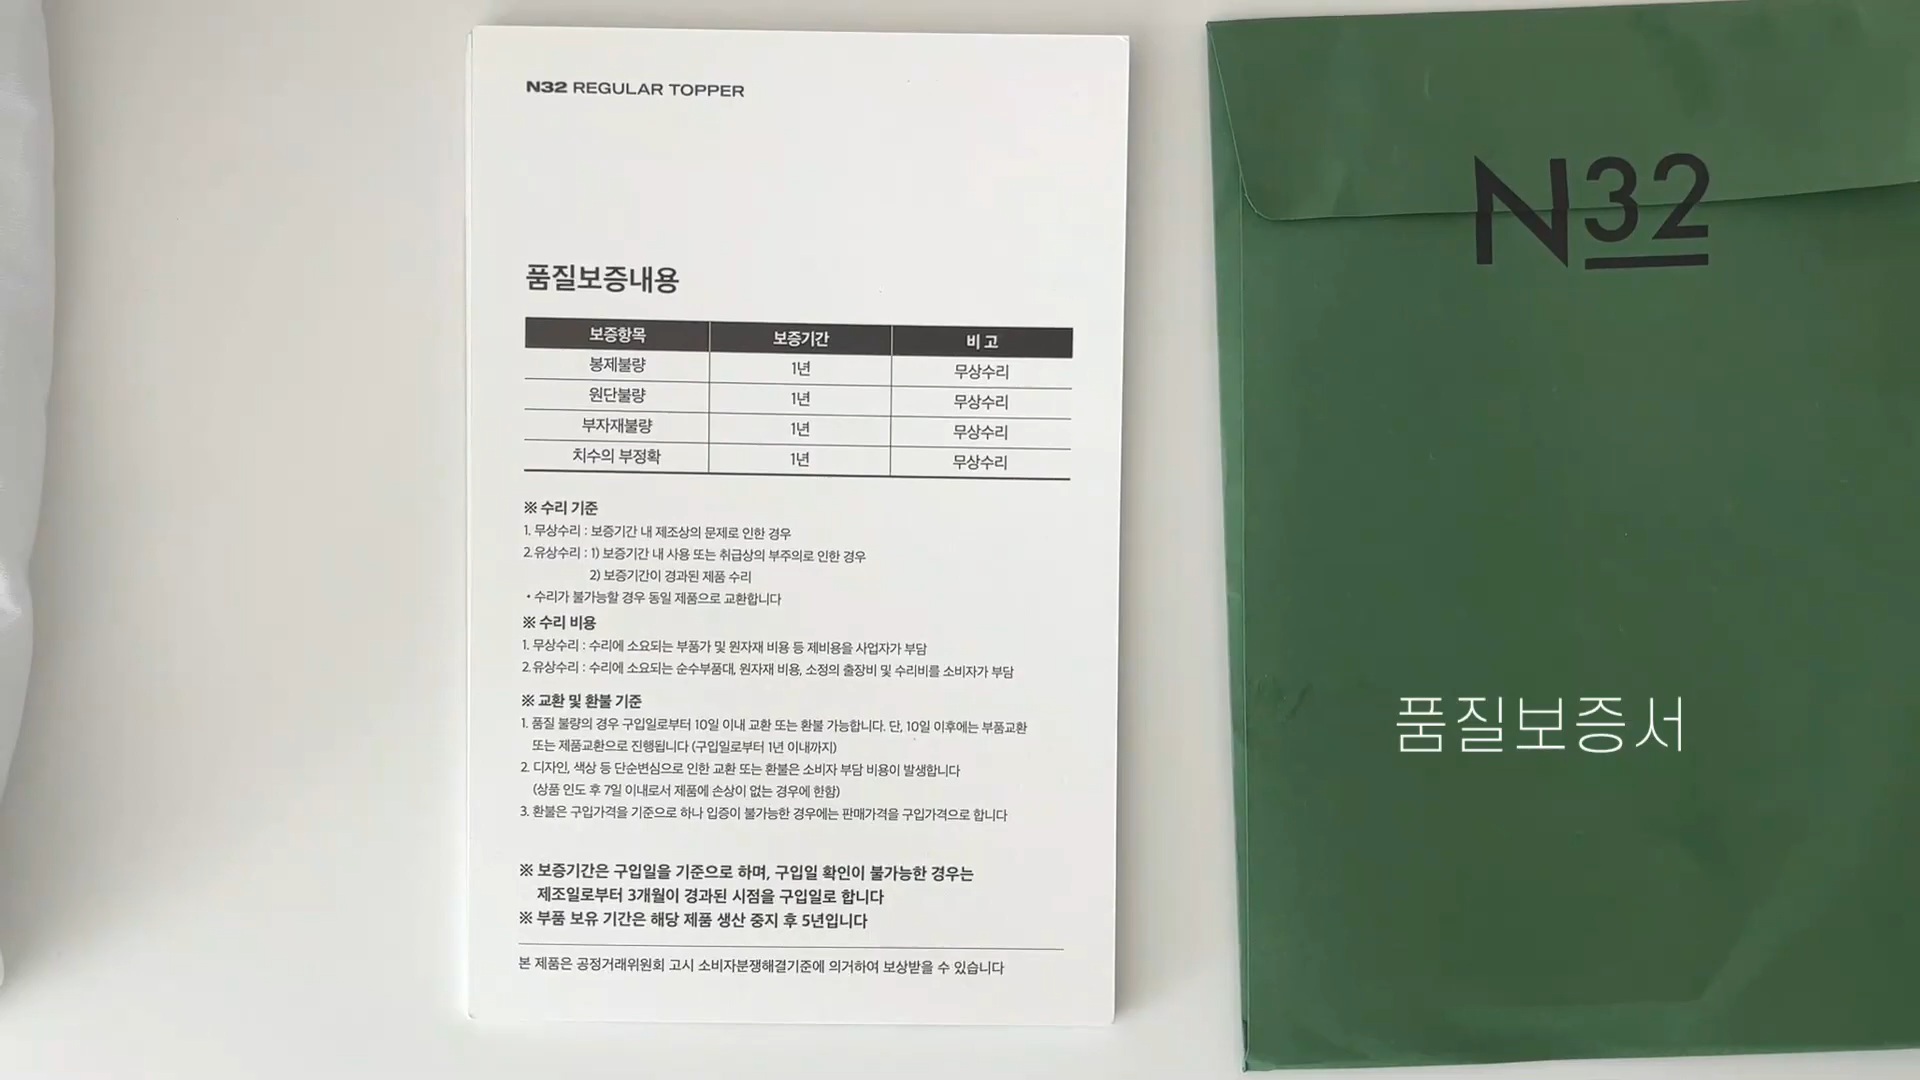 N32 REGULAR TOPPER
품질보증내용
보증항목 보증기간 비 고
봉제불량 1년 무상수리
원단불량 1년 무상수리
부자재불량 1년 무상수리
치수의 부정확 1년 무상수리
※ 수리 기준
1. 무상수리 : 보증기간 내 제조상의 문제로 인한 경우
2. 유상수리 : 1) 보증기간 내 사용 또는 취급상의 부주의로 인한 경우
2) 보증기간이 경과된 제품 수리
• 수리가 불가능할 경우 동일 제품으로 교환합니다
※ 수리 비용
1. 무상수리 : 수리에 소요되는 부품가 및 원자재 비용 등 제비용을 사업자가 부담
2. 유상수리 : 수리에 소요되는 순수부품대, 원자재 비용, 소정의 출장비 및 수리비를 소비자가 부담
※ 교환 및 환불 기준
1. 품질 불량의 경우 구입일로부터 10일 이내 교환 또는 환불 가능합니다. 단, 10일 이후에는 부품교환
또는 제품교환으로 진행됩니다 (구입일로부터 1년 이내까지)
2. 디자인, 색상 등 단순변심으로 인한 교환 또는 환불은 소비자 부담 비용이 발생합니다
(상품 인도 후 7일 이내로서 제품에 손상이 없는 경우에 한함)
3. 환불은 구입가격을 기준으로 하나 입증이 불가능한 경우에는 판매가격을 구입가격으로 합니다
※ 보증기간은 구입일을 기준으로 하며, 구입일 확인이 불가능한 경우는
제조일로부터 3개월이 경과된 시점을 구입일로 합니다
※ 부품 보유 기간은 해당 제품 생산 중지 후 5년입니다
본 제품은 공정거래위원회 고시 소비자분쟁해결기준에 의거하여 보상받을 수 있습니다
N32
품질보증서